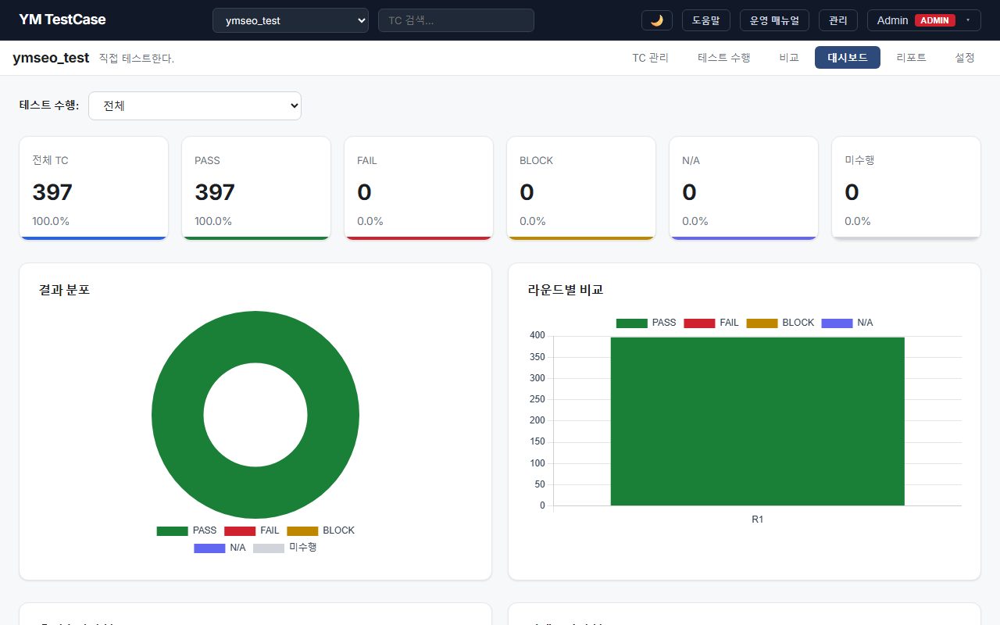 YM TestCase
ymseo_test
TC 검색...
🌙
도움말
운영 매뉴얼
관리
Admin ADMIN
ymseo_test 직접 테스트한다.
TC 관리
테스트 수행
비교
대시보드
리포트
설정
테스트 수행: 전체
전체 TC
397
100.0%
PASS
397
100.0%
FAIL
0
0.0%
BLOCK
0
0.0%
N/A
0
0.0%
미수행
0
0.0%
결과 분포
PASS FAIL BLOCK
N/A 미수행
라운드별 비교
PASS FAIL BLOCK N/A
400
350
300
250
200
150
100
50
0
R1